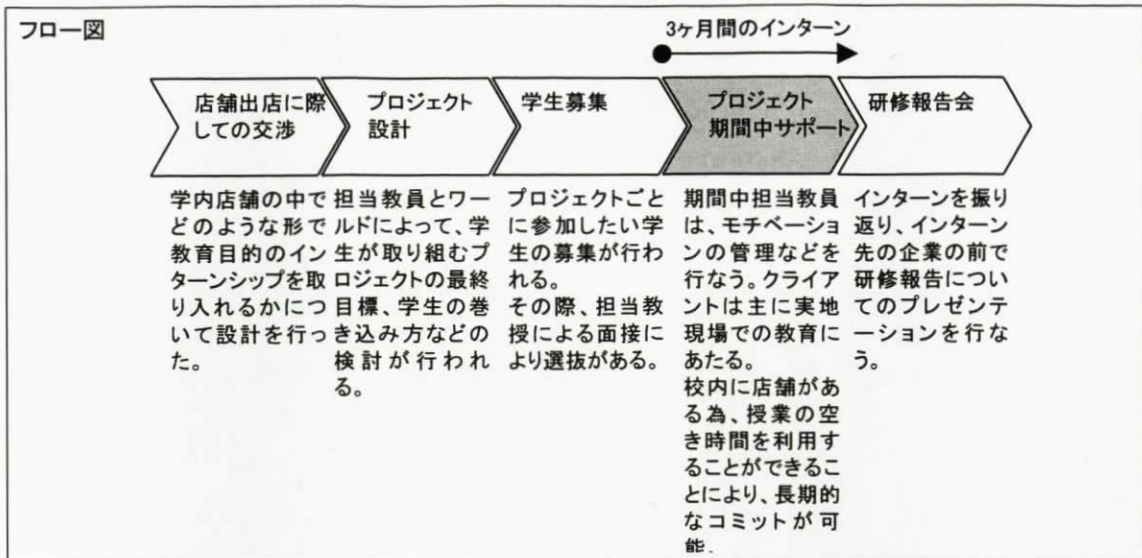 フロー図
3ヶ月間のインターン
店舗出店に際
しての交渉
プロジェクト
設計
学生募集
プロジェクト
期間中サポート
研修報告会
学内店舗の中で
どのような形で
教育目的のイン
ターンシップを取
り入れるかにつ
いて設計を行っ
た。
担当教員とワー
ルドによって、学
生が取り組むプ
ロジェクトの最終
目標、学生の巻
き込み方などの
検討が行われ
る。
プロジェクトごと
に参加したい学
生の募集が行わ
れる。
その際、担当教
授による面接に
より選抜がある。
期間中担当教員
は、モチベーショ
ンの管理などを
行なう。クライア
ントは主に実地
現場での教育に
あたる。
校内に店舗があ
る為、授業の空
き時間を利用す
ることができるこ
とにより、長期的
なコミットが可
能。
インターンを振り
返り、インターン
先の企業の前で
研修報告につい
てのプレゼンテ
ーションを行な
う。